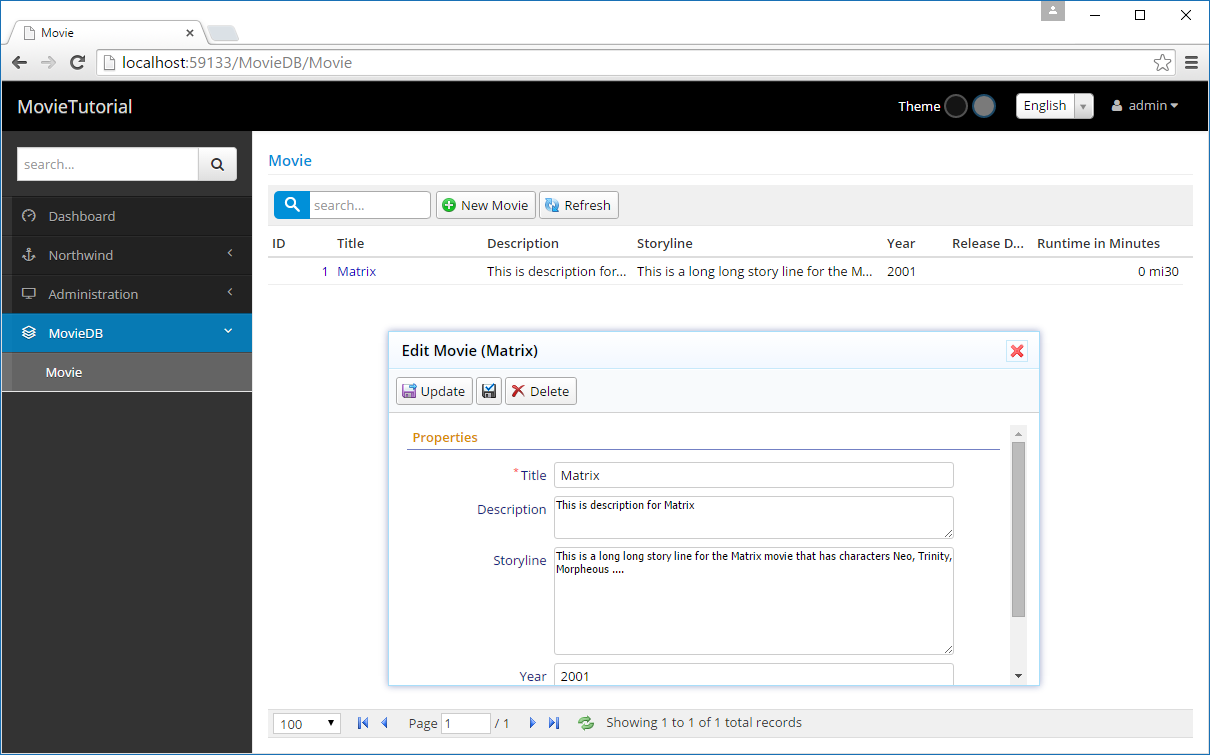 Movie
localhost:59133/MovieDB/Movie
MovieTutorial
Theme
English
admin
search...
Dashboard
Northwind
Administration
MovieDB
Movie
Movie
search...
New Movie
Refresh
ID Title Description Storyline Year Release D... Runtime in Minutes
1 Matrix This is description for... This is a long long story line for the M... 2001 0 mi30
Edit Movie (Matrix)
Update
Delete
Properties
* Title Matrix
Description This is description for Matrix
Storyline This is a long long story line for the Matrix movie that has characters Neo, Trinity,
Morpheous ....
Year 2001
100 Page 1 / 1 Showing 1 to 1 of 1 total records